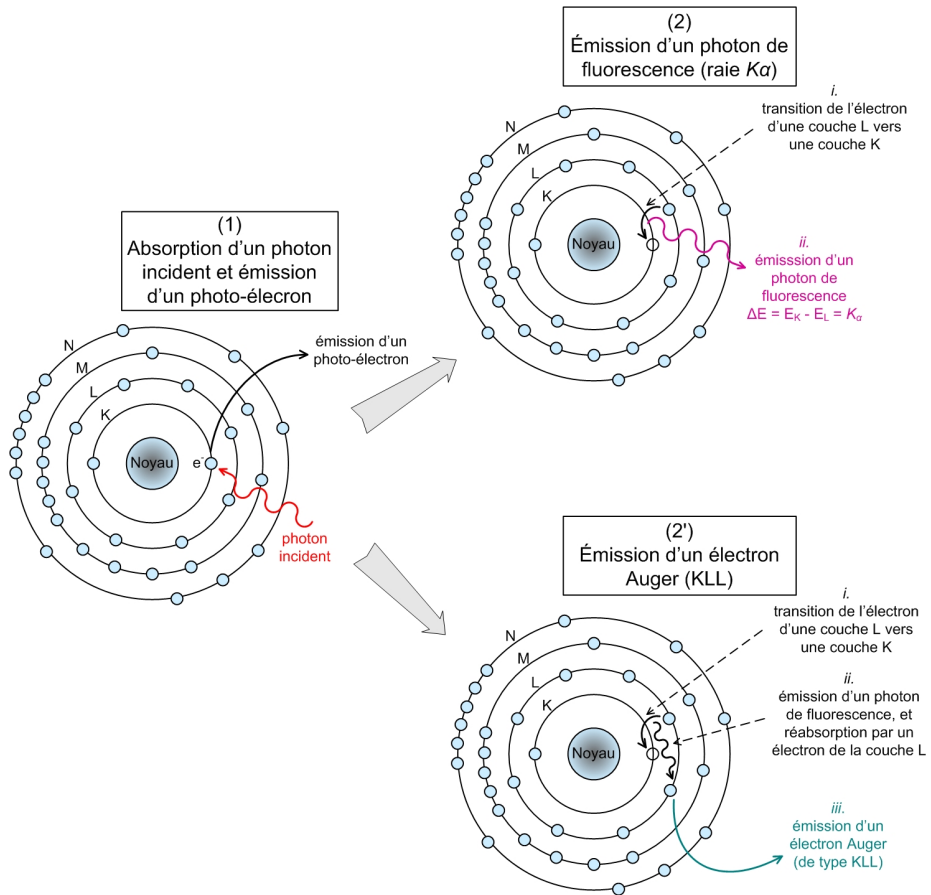 (1)
Absorption d'un photon
incident et émission
d'un photo-élecron
N
M
L
K
Noyau
e-
émission d'un
photo-électron
photon
incident
(2)
Émission d'un photon de
fluorescence (raie Kα)
N
M
L
K
Noyau
i.
transition de l'électron
d'une couche L vers
une couche K
ii.
émisssion d'un
photon de
fluorescence
ΔE = EK - EL = Kα
(2')
Émission d'un électron
Auger (KLL)
N
M
L
K
Noyau
i.
transition de l'électron
d'une couche L vers
une couche K
ii.
émission d'un photon
de fluorescence, et
réabsorption par un
électron de la couche L
iii.
émission d'un
électron Auger
(de type KLL)